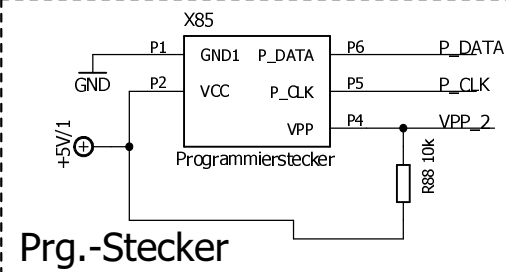 X85
P1 GND1 P_DATA P6 P_DATA
GND P2 VCC P_CLK P5 P_CLK
VPP P4 VPP_2
+5V/1
Programmierstecker
R88 10k
Prg.-Stecker